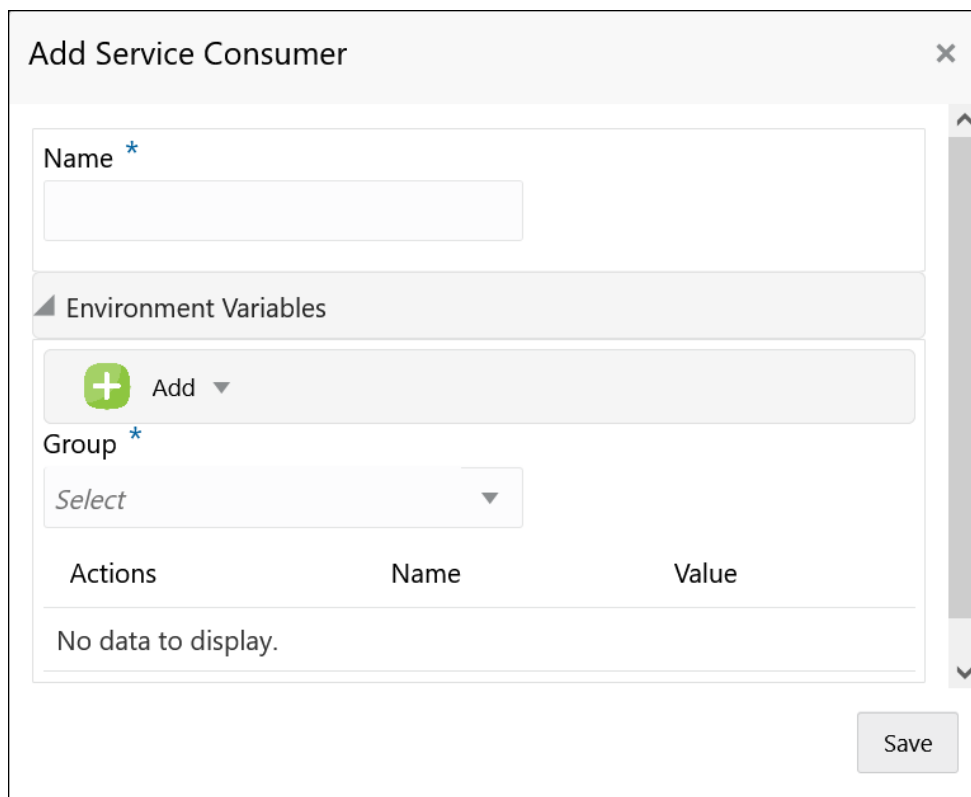 Add Service Consumer
Name *
Environment Variables
Add
Group *
Select
Actions Name Value
No data to display.
Save